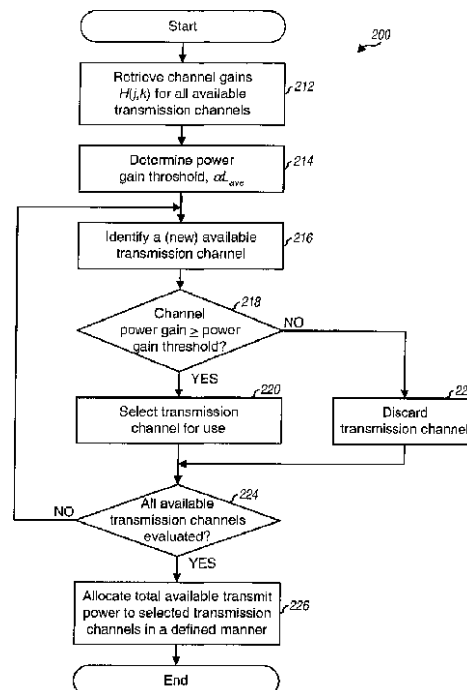 Start
200
Retrieve channel gains
H(j,k) for all available
transmission channels
212
Determine power
gain threshold, αL_ave
214
Identify a (new) available
transmission channel
216
Channel
power gain ≥ power
gain threshold?
218
NO
YES
Select transmission
channel for use
220
Discard
transmission channel
All available
transmission channels
evaluated?
224
NO
YES
Allocate total available transmit
power to selected transmission
channels in a defined manner
226
End